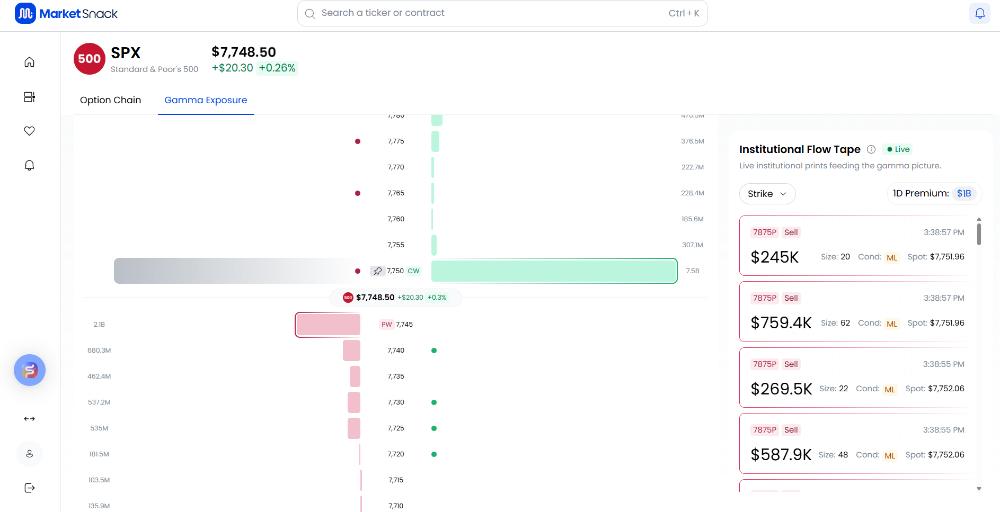 MarketSnack
Search a ticker or contract
Ctrl + K
500
SPX
Standard & Poor's 500
$7,748.50
+$20.30 +0.26%
Option Chain
Gamma Exposure
7,780 470.5M
7,775 376.5M
7,770 222.7M
7,765 228.4M
7,760 185.6M
7,755 307.1M
7,750 CW 7.5B
500 $7,748.50 +$20.30 +0.3%
2.1B PW 7,745
680.3M 7,740
462.4M 7,735
537.2M 7,730
535M 7,725
181.5M 7,720
103.5M 7,715
135.9M 7,710
Institutional Flow Tape
Live
Live institutional prints feeding the gamma picture.
Strike
1D Premium: $1B
7875P Sell 3:38:57 PM
$245K Size: 20 Cond: ML Spot: $7,751.96
7875P Sell 3:38:57 PM
$759.4K Size: 62 Cond: ML Spot: $7,751.96
7875P Sell 3:38:55 PM
$269.5K Size: 22 Cond: ML Spot: $7,752.06
7875P Sell 3:38:55 PM
$587.9K Size: 48 Cond: ML Spot: $7,752.06